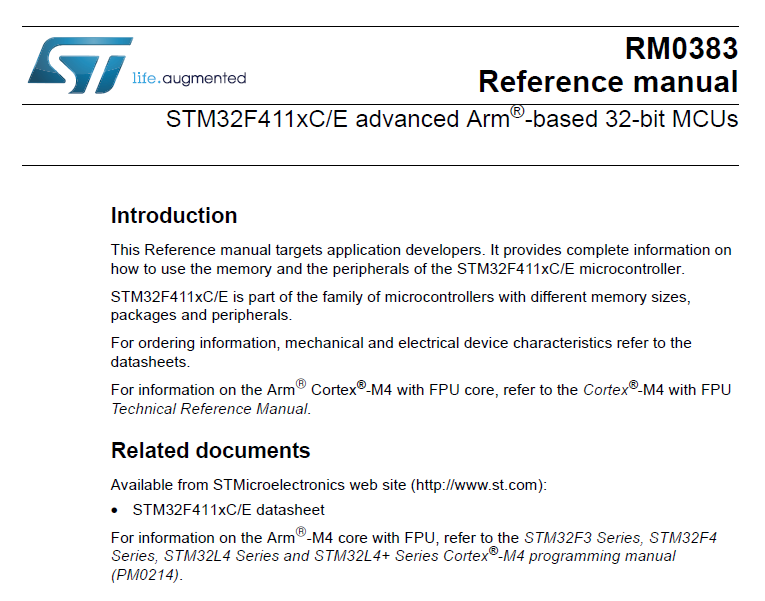 life.augmented
RM0383
Reference manual
STM32F411xC/E advanced Arm®-based 32-bit MCUs
Introduction
This Reference manual targets application developers. It provides complete information on
how to use the memory and the peripherals of the STM32F411xC/E microcontroller.
STM32F411xC/E is part of the family of microcontrollers with different memory sizes,
packages and peripherals.
For ordering information, mechanical and electrical device characteristics refer to the
datasheets.
For information on the Arm® Cortex®-M4 with FPU core, refer to the Cortex®-M4 with FPU
Technical Reference Manual.
Related documents
Available from STMicroelectronics web site (http://www.st.com):
• STM32F411xC/E datasheet
For information on the Arm®-M4 core with FPU, refer to the STM32F3 Series, STM32F4
Series, STM32L4 Series and STM32L4+ Series Cortex®-M4 programming manual
(PM0214).